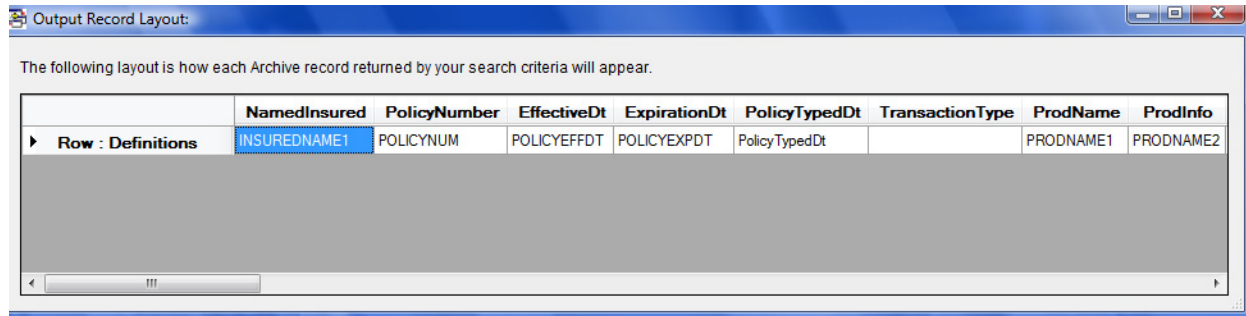 Output Record Layout:
The following layout is how each Archive record returned by your search criteria will appear.
NamedInsured PolicyNumber EffectiveDt ExpirationDt PolicyTypedDt TransactionType ProdName ProdInfo
Row : Definitions INSUREDNAME1 POLICYNUM POLICYEFFDT POLICYEXPDT PolicyTypedDt PRODNAME1 PRODNAME2